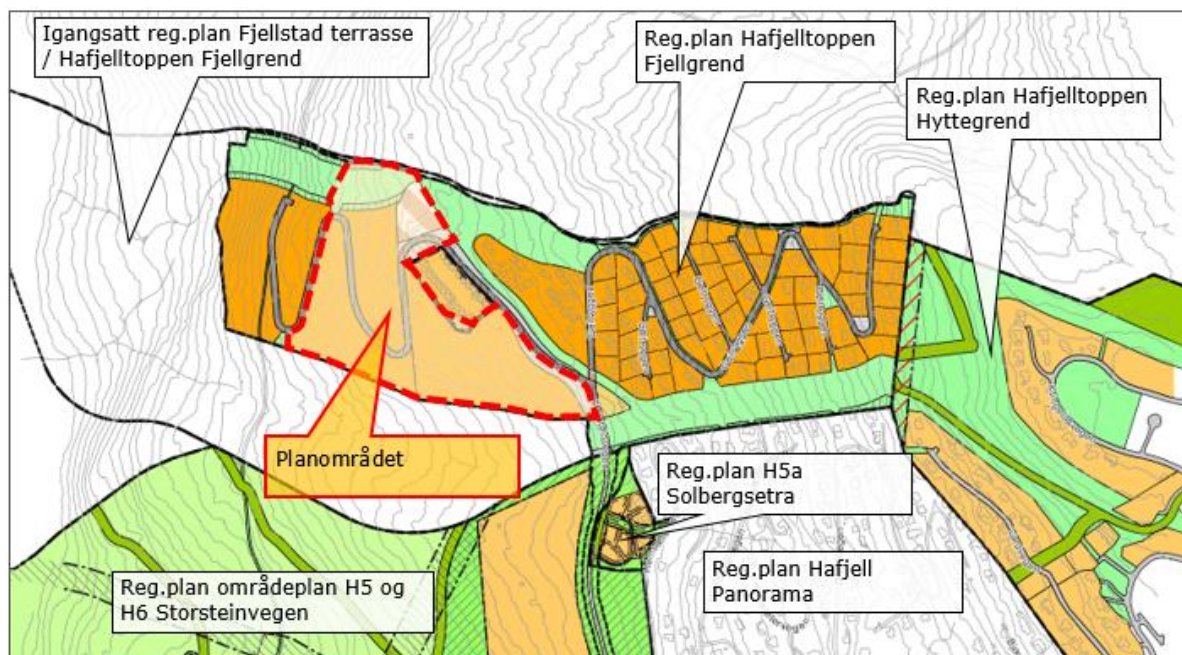 Igangsatt reg.plan Fjellstad terrasse
/ Hafjelltoppen Fjellgrend
Reg.plan Hafjelltoppen
Fjellgrend
Reg.plan Hafjelltoppen
Hyttegrend
Planområdet
Reg.plan H5a
Solbergsetra
Reg.plan områdeplan H5 og
H6 Storsteinvegen
Reg.plan Hafjell
Panorama